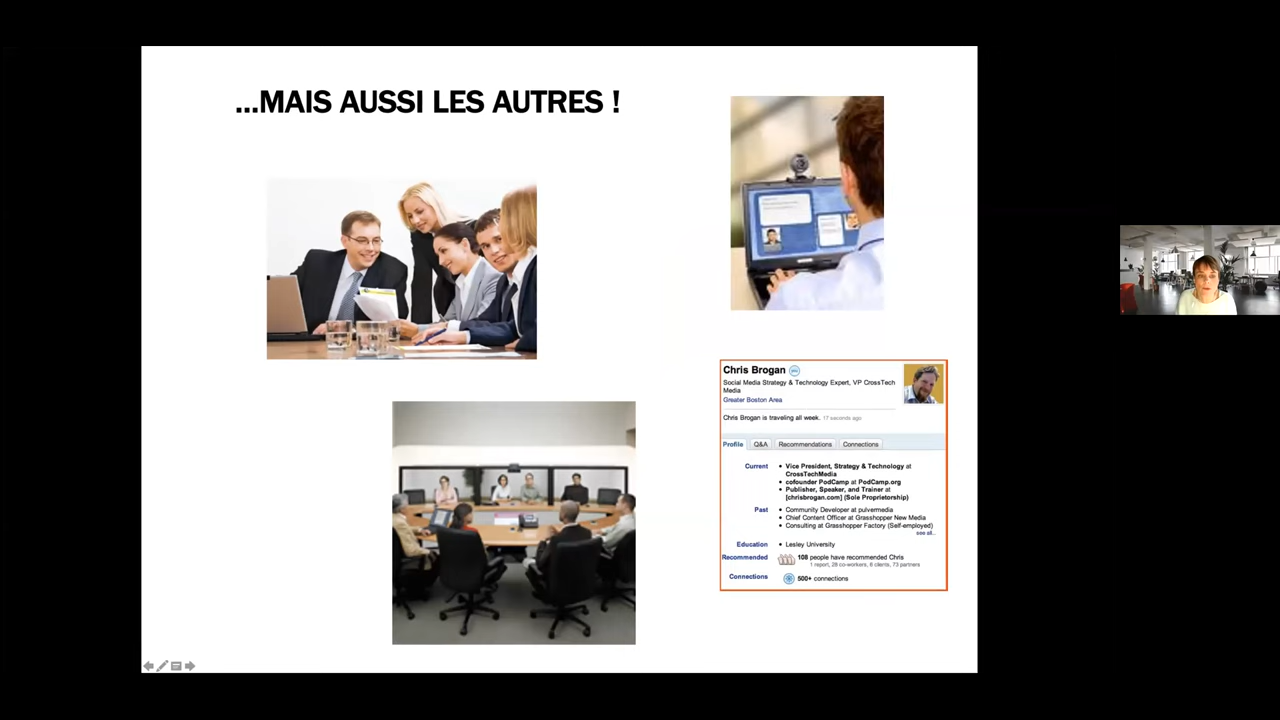 ...MAIS AUSSI LES AUTRES !
Chris Brogan
Social Media Strategy & Technology Expert, VP CrossTech
Media
Greater Boston Area
Chris Brogan is traveling all week. 17 seconds ago
Profile Q&A Recommendations Connections
Current • Vice President, Strategy & Technology at
CrossTechMedia
• cofounder PodCamp at PodCamp.org
• Publisher, Speaker, and Trainer at
[chrisbrogan.com] (Sole Proprietorship)
Past • Community Developer at pulvermedia
• Chief Content Officer at Grasshopper New Media
• Consulting at Grasshopper Factory (Self-employed)
see all..
Education • Lesley University
Recommended 108 people have recommended Chris
1 report, 28 co-workers, 6 clients, 73 partners
Connections 500+ connections